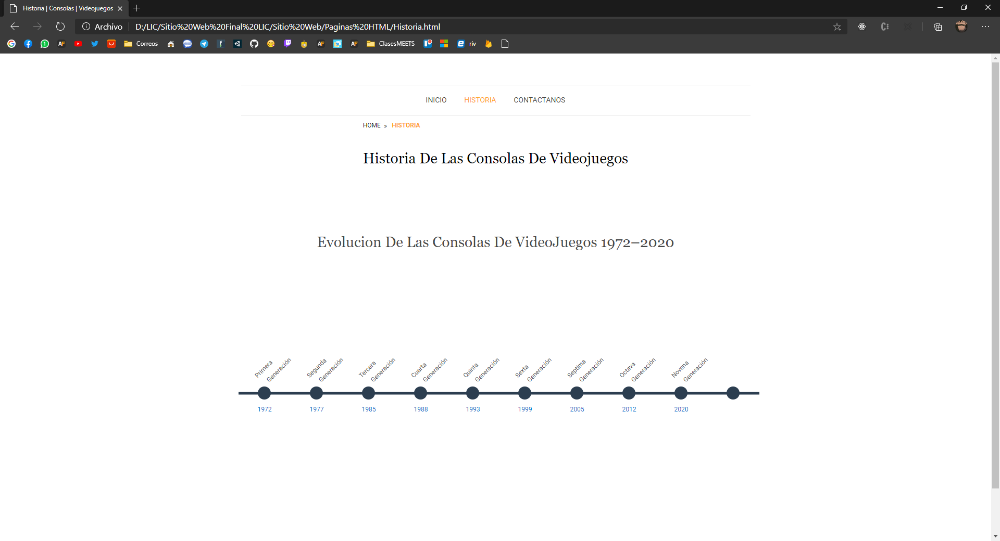 Historia | Consolas | Videojuegos
Archivo D:/LIC/Sitio%20Web%20Final%20LIC/Sitio%20Web/Paginas%20HTML/Historia.html
Correos ClasesMEETS riv
INICIO HISTORIA CONTACTANOS
HOME » HISTORIA
Historia De Las Consolas De Videojuegos
Evolucion De Las Consolas De VideoJuegos 1972–2020
Primera
Generación
Segunda
Generación
Tercera
Generación
Cuarta
Generación
Quinta
Generación
Sexta
Generación
Septima
Generación
Octava
Generación
Novena
Generación
1972 1977 1985 1988 1993 1999 2005 2012 2020